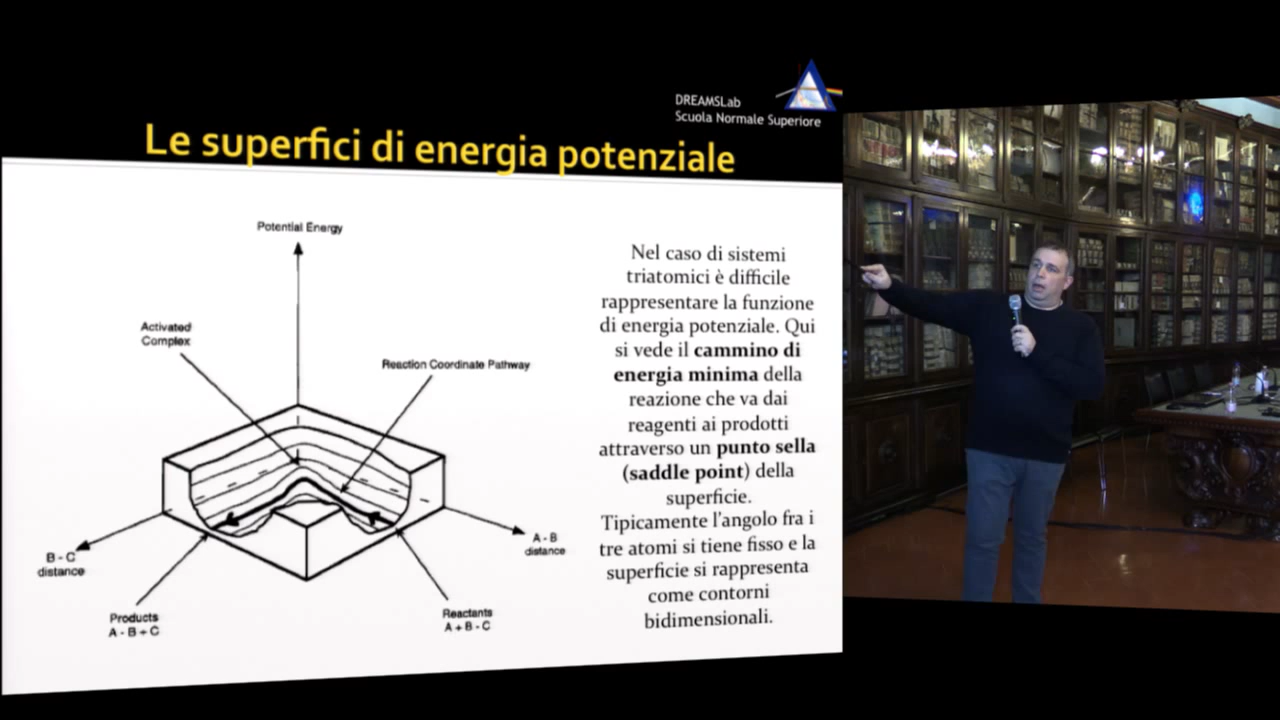 DREAMSLab
Scuola Normale Superiore
Le superfici di energia potenziale
Potential Energy
Activated
Complex
Reaction Coordinate Pathway
B - C
distance
A - B
distance
Products
A - B + C
Reactants
A + B - C
Nel caso di sistemi
triatomici è difficile
rappresentare la funzione
di energia potenziale. Qui
si vede il cammino di
energia minima della
reazione che va dai
reagenti ai prodotti
attraverso un punto sella
(saddle point) della
superficie.
Tipicamente l'angolo fra i
tre atomi si tiene fisso e la
superficie si rappresenta
come contorni
bidimensionali.